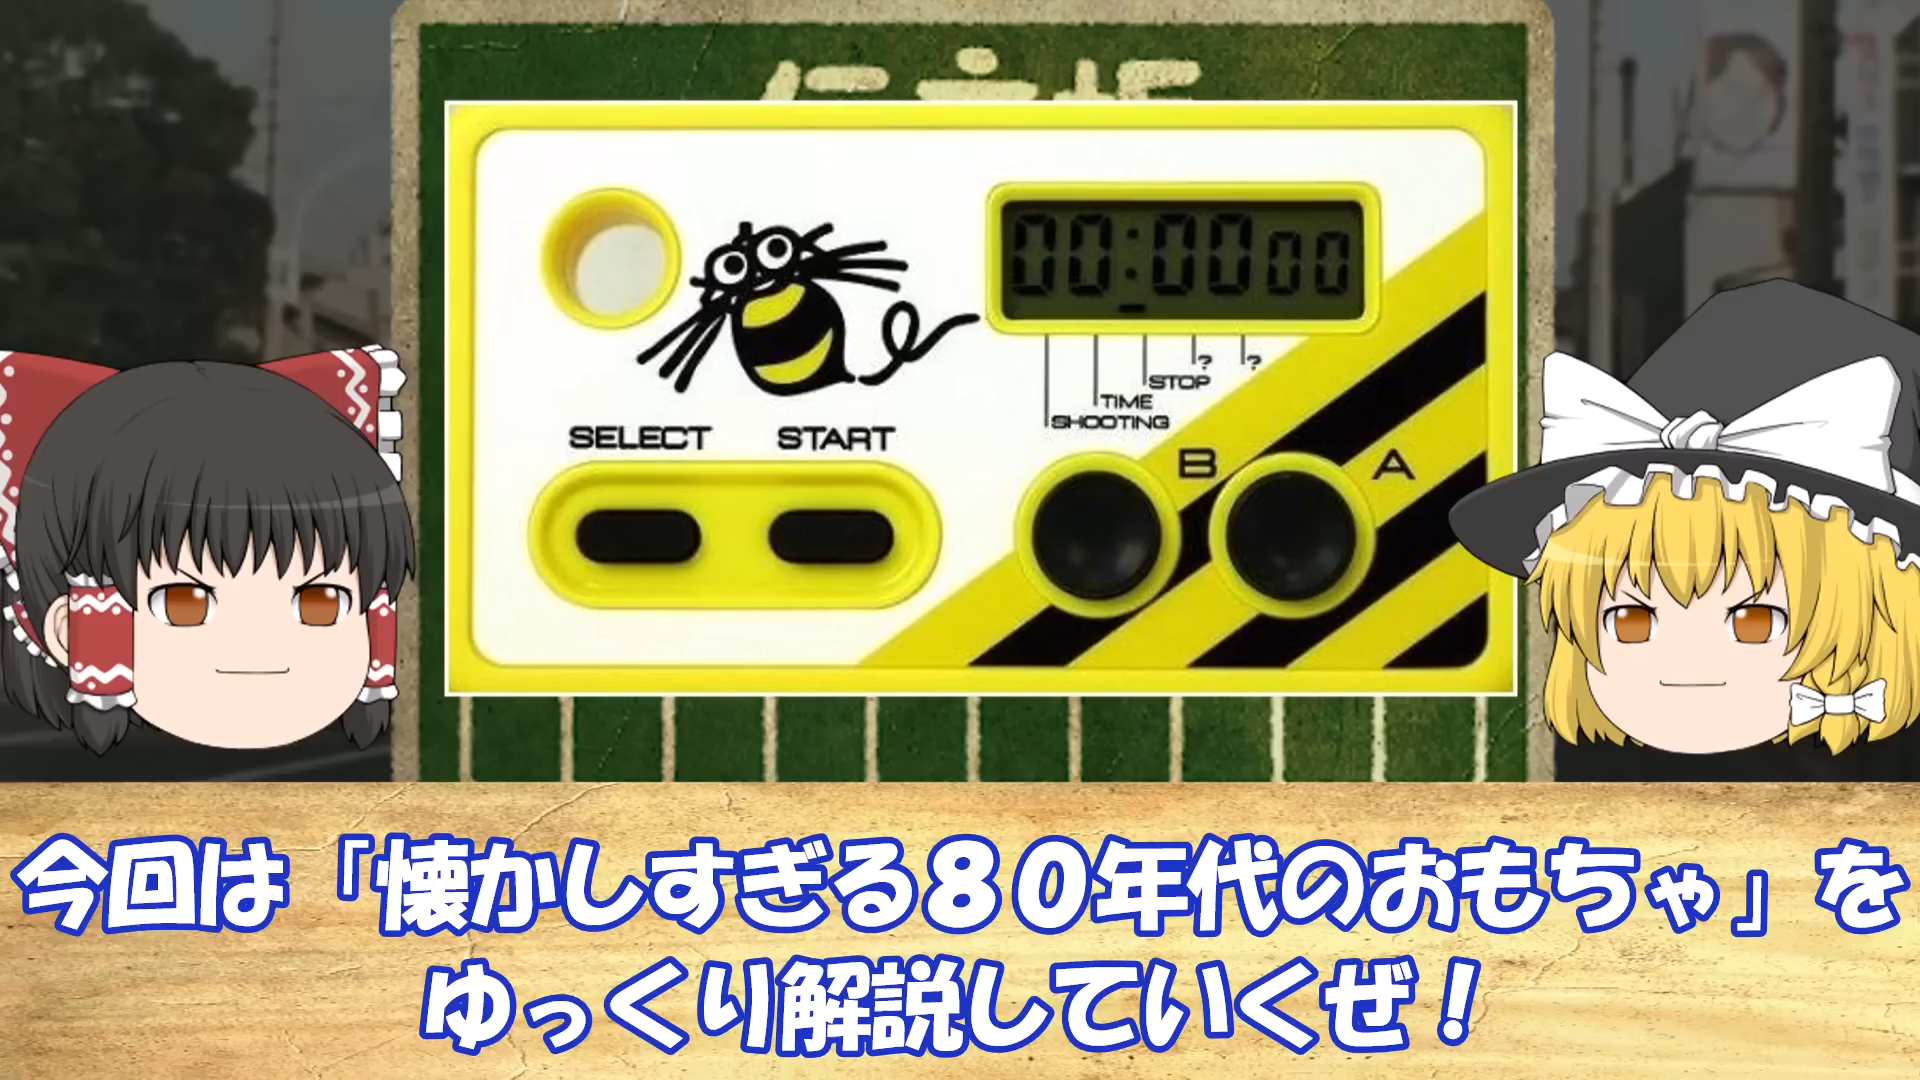 00:0000
?
?
STOP
TIME
SHOOTING
SELECT
START
B
A
今回は「懐かしすぎる80年代のおもちゃ」を
ゆっくり解説していくぜ!